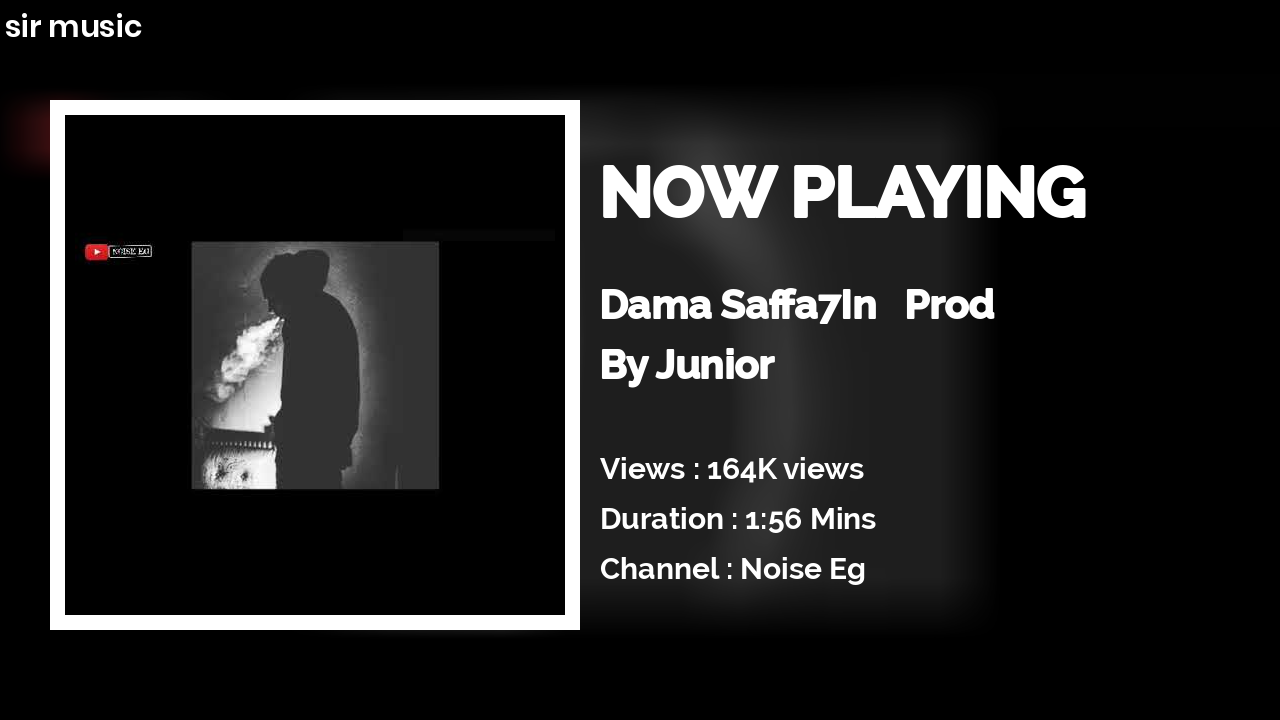 sir music
NOISE EG
NOW PLAYING
Dama Saffa7In Prod
By Junior
Views : 164K views
Duration : 1:56 Mins
Channel : Noise Eg